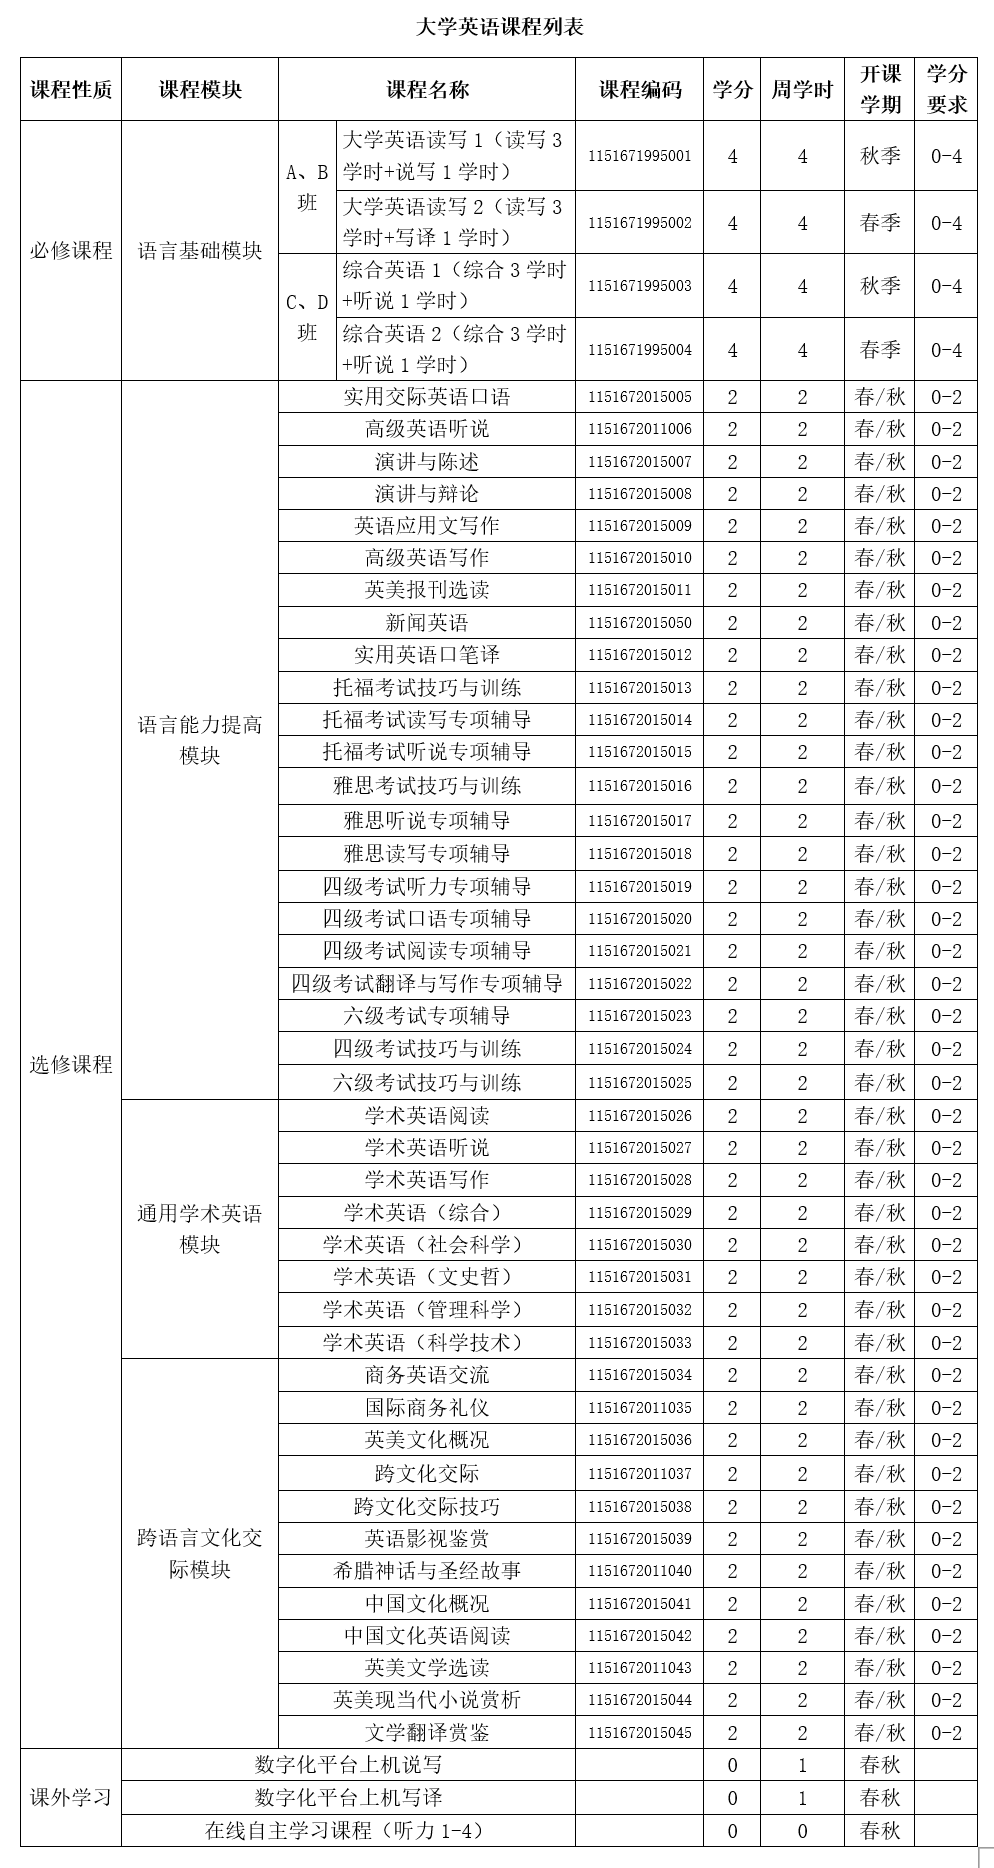 大学英语课程列表
课程性质 课程模块 课程名称 课程编码 学分 周学时 开课学期 学分要求
必修课程 语言基础模块 A、B班 大学英语读写1（读写3学时+说写1学时） 1151671995001 4 4 秋季 0-4
大学英语读写2（读写3学时+写译1学时） 1151671995002 4 4 春季 0-4
C、D班 综合英语1（综合3学时+听说1学时） 1151671995003 4 4 秋季 0-4
综合英语2（综合3学时+听说1学时） 1151671995004 4 4 春季 0-4
选修课程 语言能力提高模块 实用交际英语口语 1151672015005 2 2 春/秋 0-2
高级英语听说 1151672011006 2 2 春/秋 0-2
演讲与陈述 1151672015007 2 2 春/秋 0-2
演讲与辩论 1151672015008 2 2 春/秋 0-2
英语应用文写作 1151672015009 2 2 春/秋 0-2
高级英语写作 1151672015010 2 2 春/秋 0-2
英美报刊选读 1151672015011 2 2 春/秋 0-2
新闻英语 1151672015050 2 2 春/秋 0-2
实用英语口笔译 1151672015012 2 2 春/秋 0-2
托福考试技巧与训练 1151672015013 2 2 春/秋 0-2
托福考试读写专项辅导 1151672015014 2 2 春/秋 0-2
托福考试听说专项辅导 1151672015015 2 2 春/秋 0-2
雅思考试技巧与训练 1151672015016 2 2 春/秋 0-2
雅思听说专项辅导 1151672015017 2 2 春/秋 0-2
雅思读写专项辅导 1151672015018 2 2 春/秋 0-2
四级考试听力专项辅导 1151672015019 2 2 春/秋 0-2
四级考试口语专项辅导 1151672015020 2 2 春/秋 0-2
四级考试阅读专项辅导 1151672015021 2 2 春/秋 0-2
四级考试翻译与写作专项辅导 1151672015022 2 2 春/秋 0-2
六级考试专项辅导 1151672015023 2 2 春/秋 0-2
四级考试技巧与训练 1151672015024 2 2 春/秋 0-2
六级考试技巧与训练 1151672015025 2 2 春/秋 0-2
通用学术英语模块 学术英语阅读 1151672015026 2 2 春/秋 0-2
学术英语听说 1151672015027 2 2 春/秋 0-2
学术英语写作 1151672015028 2 2 春/秋 0-2
学术英语（综合） 1151672015029 2 2 春/秋 0-2
学术英语（社会科学） 1151672015030 2 2 春/秋 0-2
学术英语（文史哲） 1151672015031 2 2 春/秋 0-2
学术英语（管理科学） 1151672015032 2 2 春/秋 0-2
学术英语（科学技术） 1151672015033 2 2 春/秋 0-2
跨语言文化交际模块 商务英语交流 1151672015034 2 2 春/秋 0-2
国际商务礼仪 1151672011035 2 2 春/秋 0-2
英美文化概况 1151672015036 2 2 春/秋 0-2
跨文化交际 1151672011037 2 2 春/秋 0-2
跨文化交际技巧 1151672015038 2 2 春/秋 0-2
英语影视鉴赏 1151672015039 2 2 春/秋 0-2
希腊神话与圣经故事 1151672011040 2 2 春/秋 0-2
中国文化概况 1151672015041 2 2 春/秋 0-2
中国文化英语阅读 1151672015042 2 2 春/秋 0-2
英美文学选读 1151672011043 2 2 春/秋 0-2
英美现当代小说赏析 1151672015044 2 2 春/秋 0-2
文学翻译赏鉴 1151672015045 2 2 春/秋 0-2
课外学习 数字化平台上机说写 0 1 春秋
数字化平台上机写译 0 1 春秋
在线自主学习课程（听力1-4） 0 0 春秋